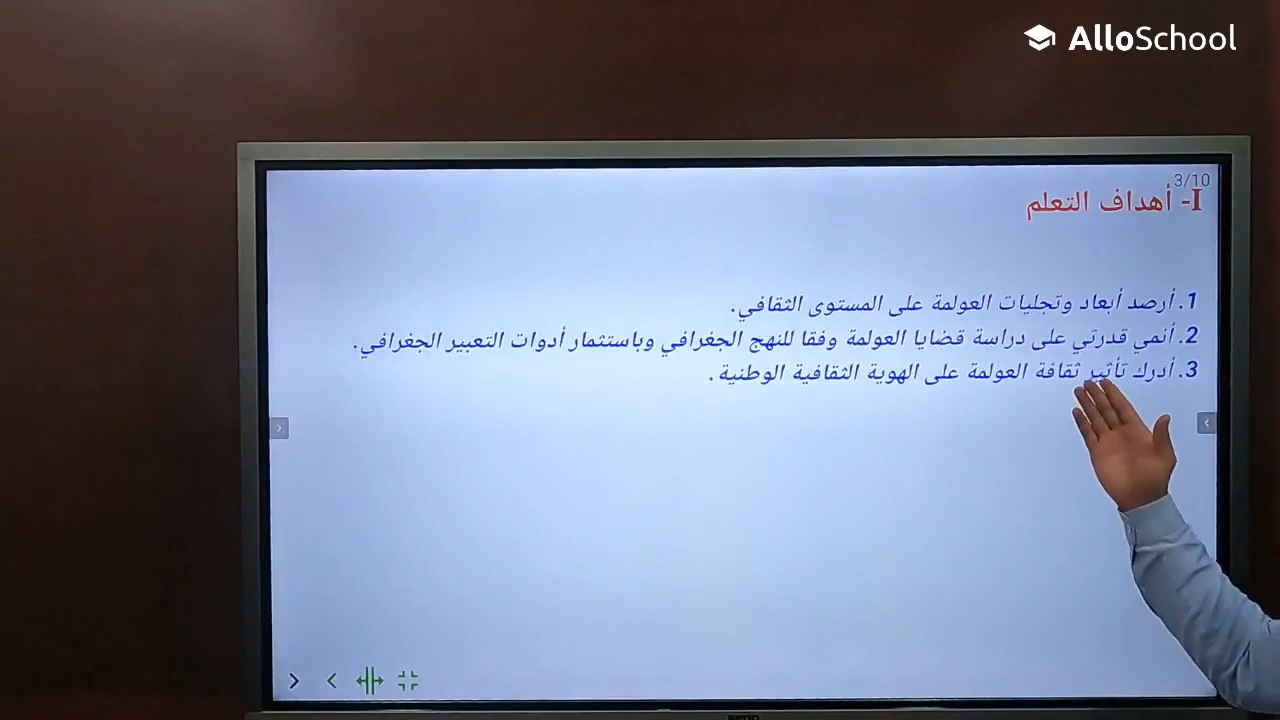 AlloSchool
3/10
I- أهداف التعلم
1. أرصد أبعاد وتجليات العولمة على المستوى الثقافي.
2. أنمي قدرتي على دراسة قضايا العولمة وفقا للنهج الجغرافي وباستثمار أدوات التعبير الجغرافي.
3. أدرك تأثير ثقافة العولمة على الهوية الثقافية الوطنية.